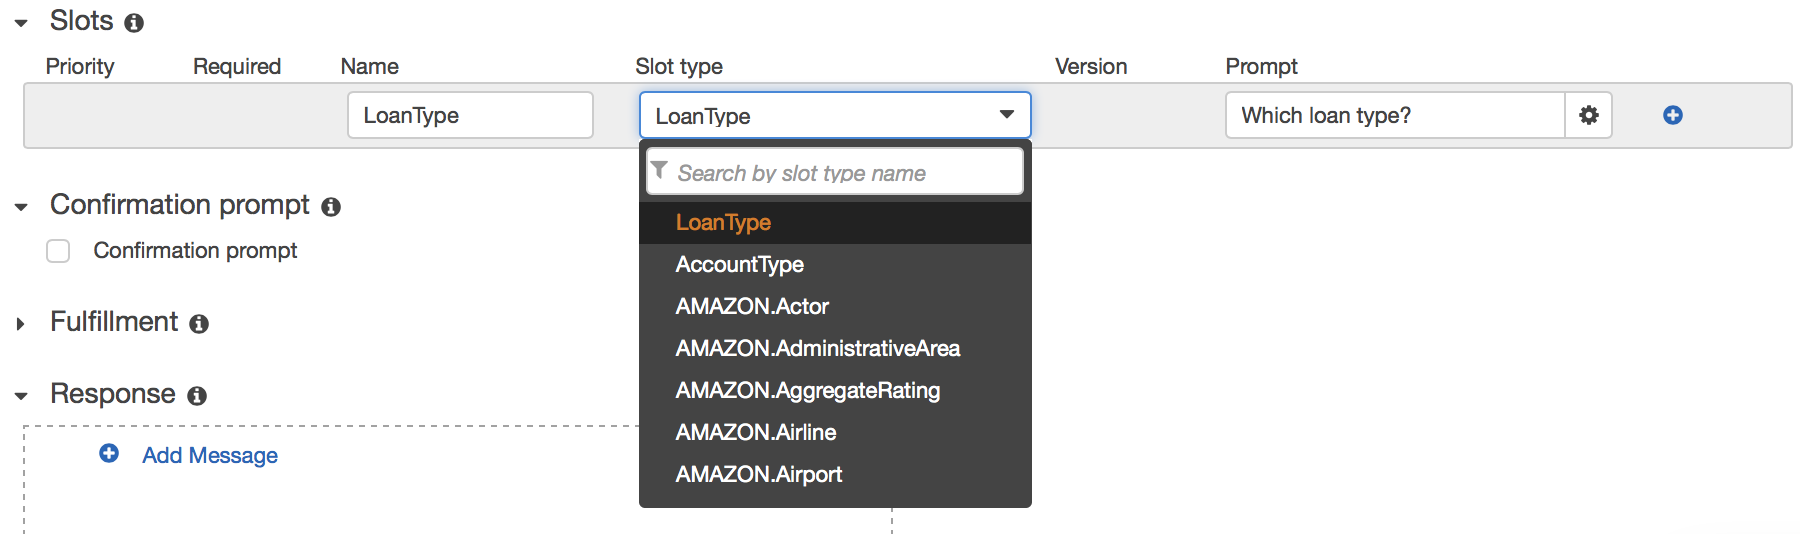 Slots
Priority Required Name Slot type Version Prompt
LoanType LoanType Which loan type?
Search by slot type name
LoanType
AccountType
AMAZON.Actor
AMAZON.AdministrativeArea
AMAZON.AggregateRating
AMAZON.Airline
AMAZON.Airport
Confirmation prompt
Confirmation prompt
Fulfillment
Response
Add Message